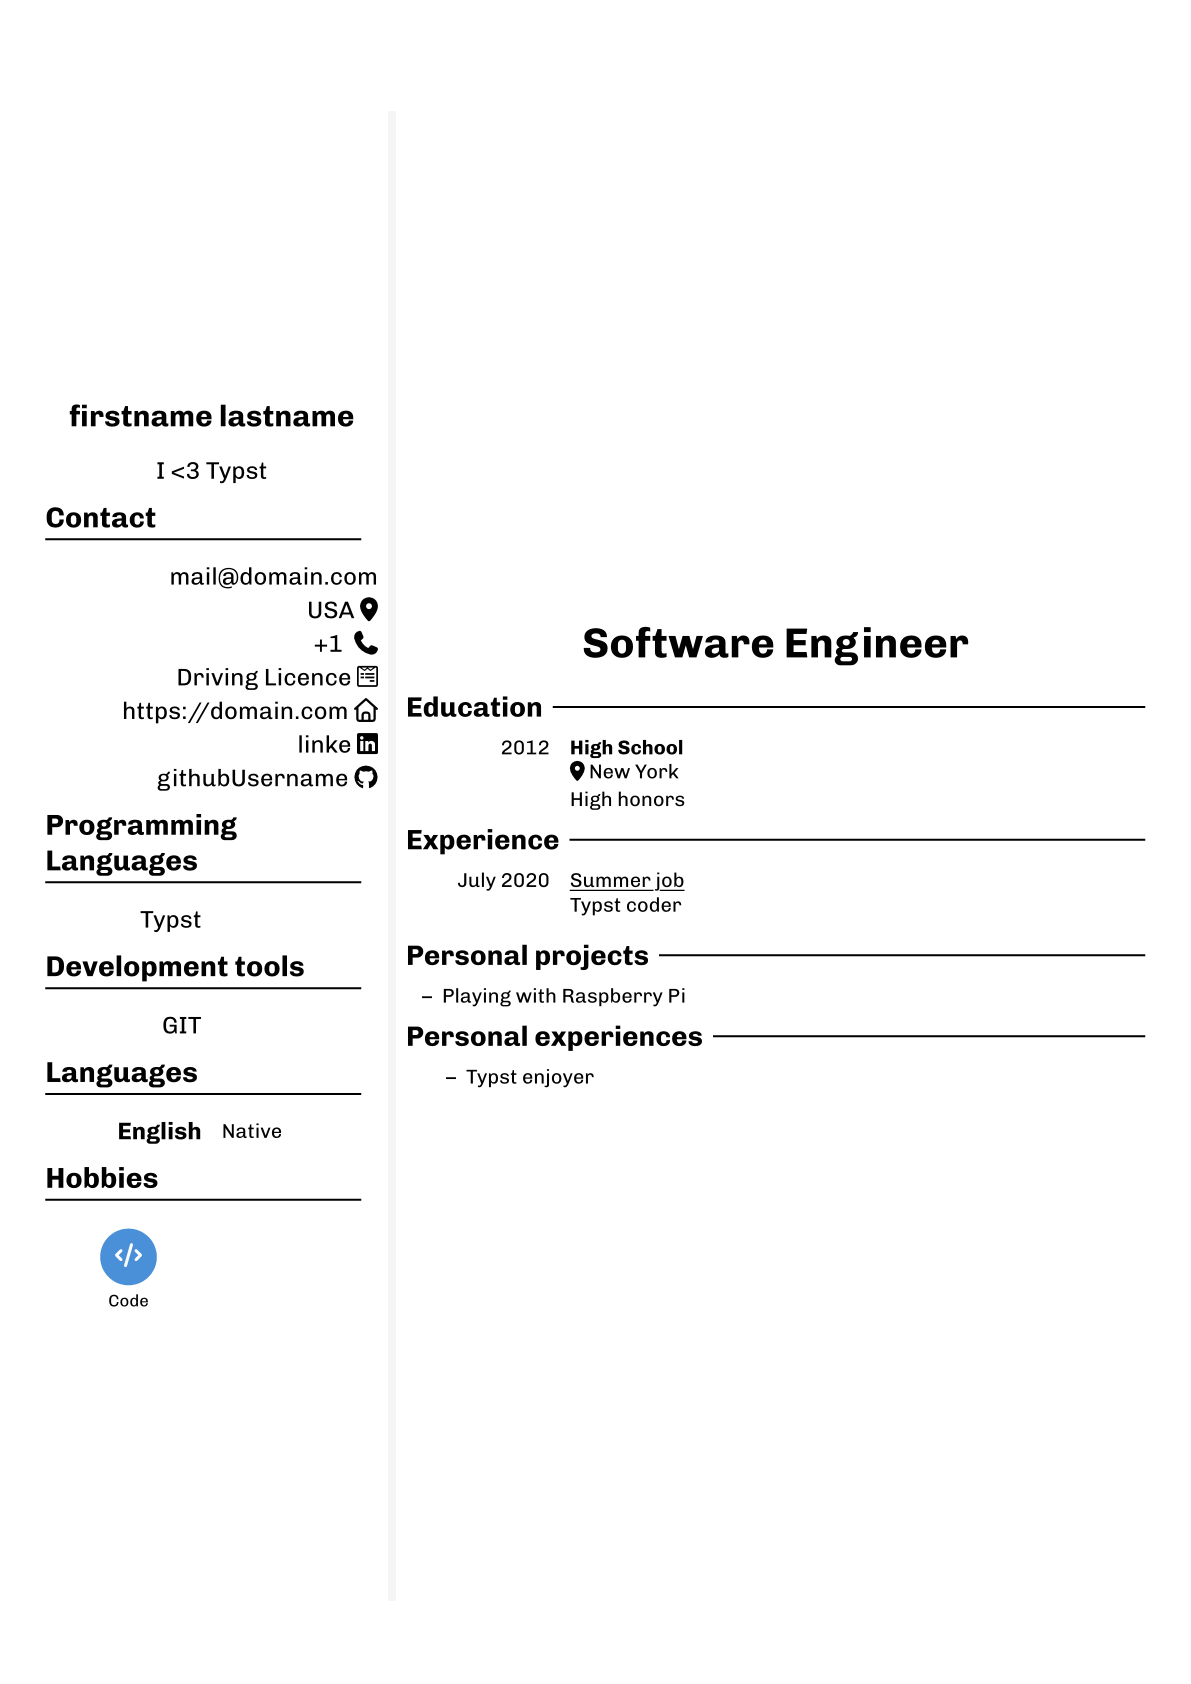 firstname lastname
I <3 Typst
Contact
mail@domain.com
USA
+1
Driving Licence
https://domain.com
linke
githubUsername
Programming
Languages
Typst
Development tools
GIT
Languages
English Native
Hobbies
Code
Software Engineer
Education
2012 High School
New York
High honors
Experience
July 2020 Summer job
Typst coder
Personal projects
– Playing with Raspberry Pi
Personal experiences
– Typst enjoyer